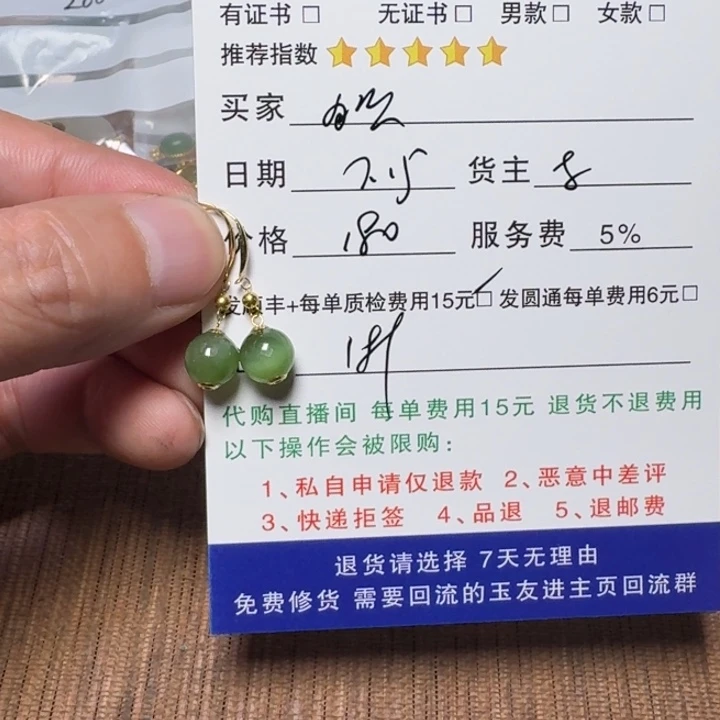 有证书□ 无证书□ 男款□ 女款□
推荐指数
买家
日期 7.15 货主
价格 180 服务费 5%
发顺丰+每单质检费用15元□ 发圆通每单费用6元□
代购直播间 每单费用15元 退货不退费用
以下操作会被限购：
1、私自申请仅退款 2、恶意中差评
3、快递拒签 4、品退 5、退邮费
退货请选择 7天无理由
免费修货 需要回流的玉友进主页回流群